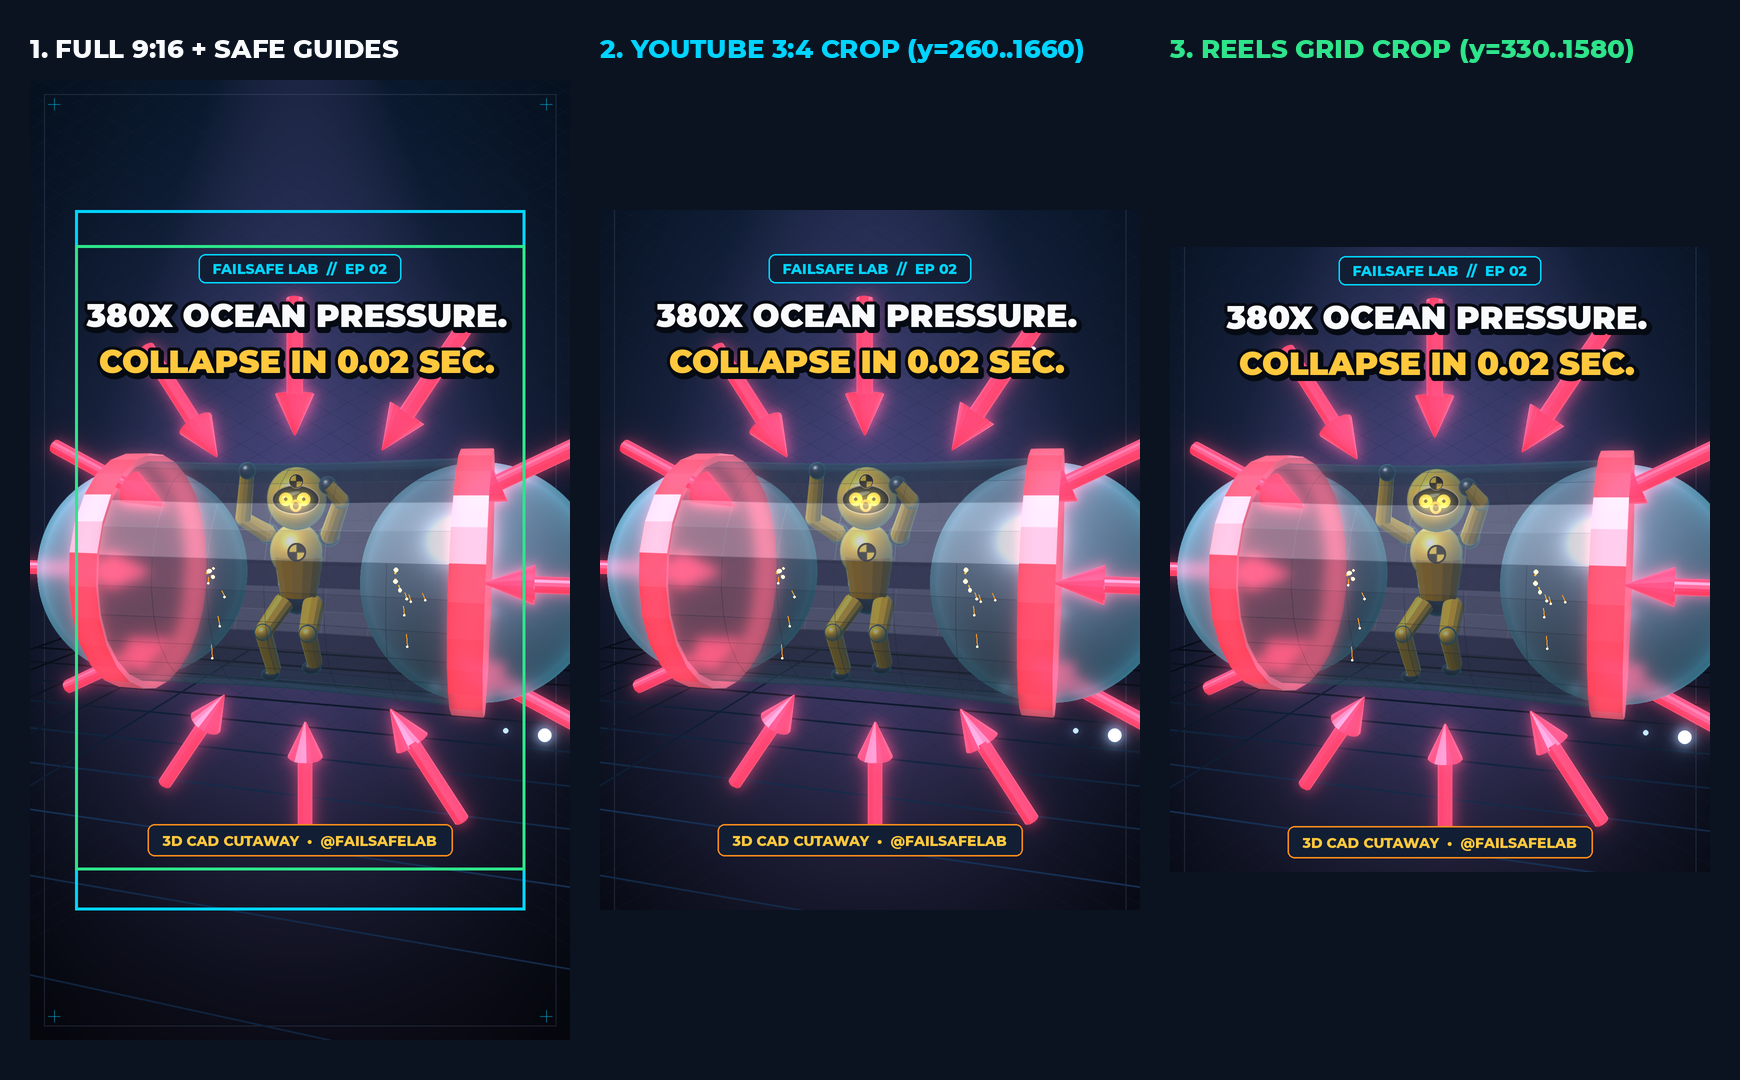 1. FULL 9:16 + SAFE GUIDES
FAILSAFE LAB // EP 02
380X OCEAN PRESSURE.
COLLAPSE IN 0.02 SEC.
3D CAD CUTAWAY • @FAILSAFELAB
2. YOUTUBE 3:4 CROP (y=260..1660)
FAILSAFE LAB // EP 02
380X OCEAN PRESSURE.
COLLAPSE IN 0.02 SEC.
3D CAD CUTAWAY • @FAILSAFELAB
3. REELS GRID CROP (y=330..1580)
FAILSAFE LAB // EP 02
380X OCEAN PRESSURE.
COLLAPSE IN 0.02 SEC.
3D CAD CUTAWAY • @FAILSAFELAB